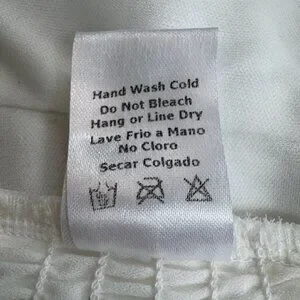 Hand Wash Cold
Do Not Bleach
Hang or Line Dry
Lave Frio a Mano
No Cloro
Secar Colgado